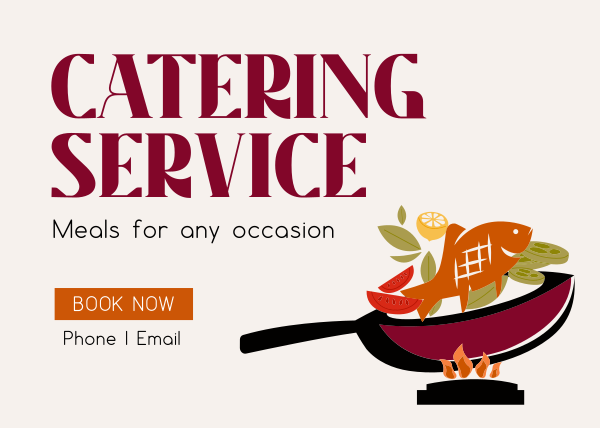 CATERING
SERVICE
Meals for any occasion
BOOK NOW
Phone | Email